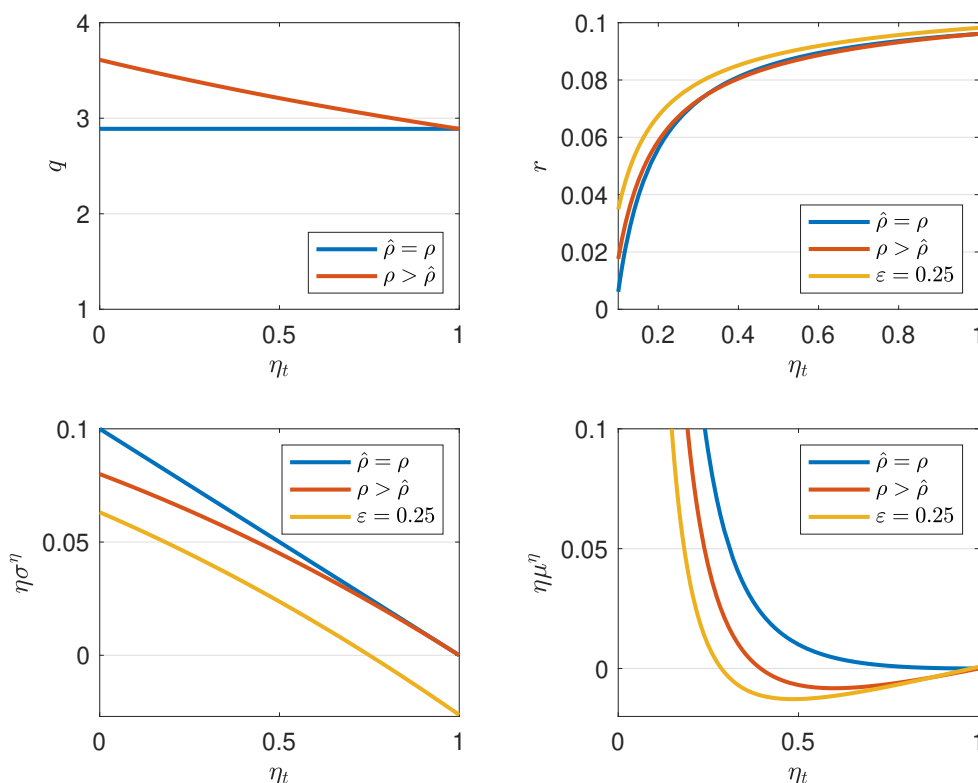 4
3
2
1
q
0
0.5
1
η_t
ρ̂ = ρ
ρ > ρ̂
0.1
0.08
0.06
0.04
0.02
0
r
0.2
0.4
0.6
0.8
1
η_t
ρ̂ = ρ
ρ > ρ̂
ε = 0.25
0.1
0.05
0
ησ^η
0
0.5
1
η_t
ρ̂ = ρ
ρ > ρ̂
ε = 0.25
0.1
0.05
0
ημ^η
0
0.5
1
η_t
ρ̂ = ρ
ρ > ρ̂
ε = 0.25